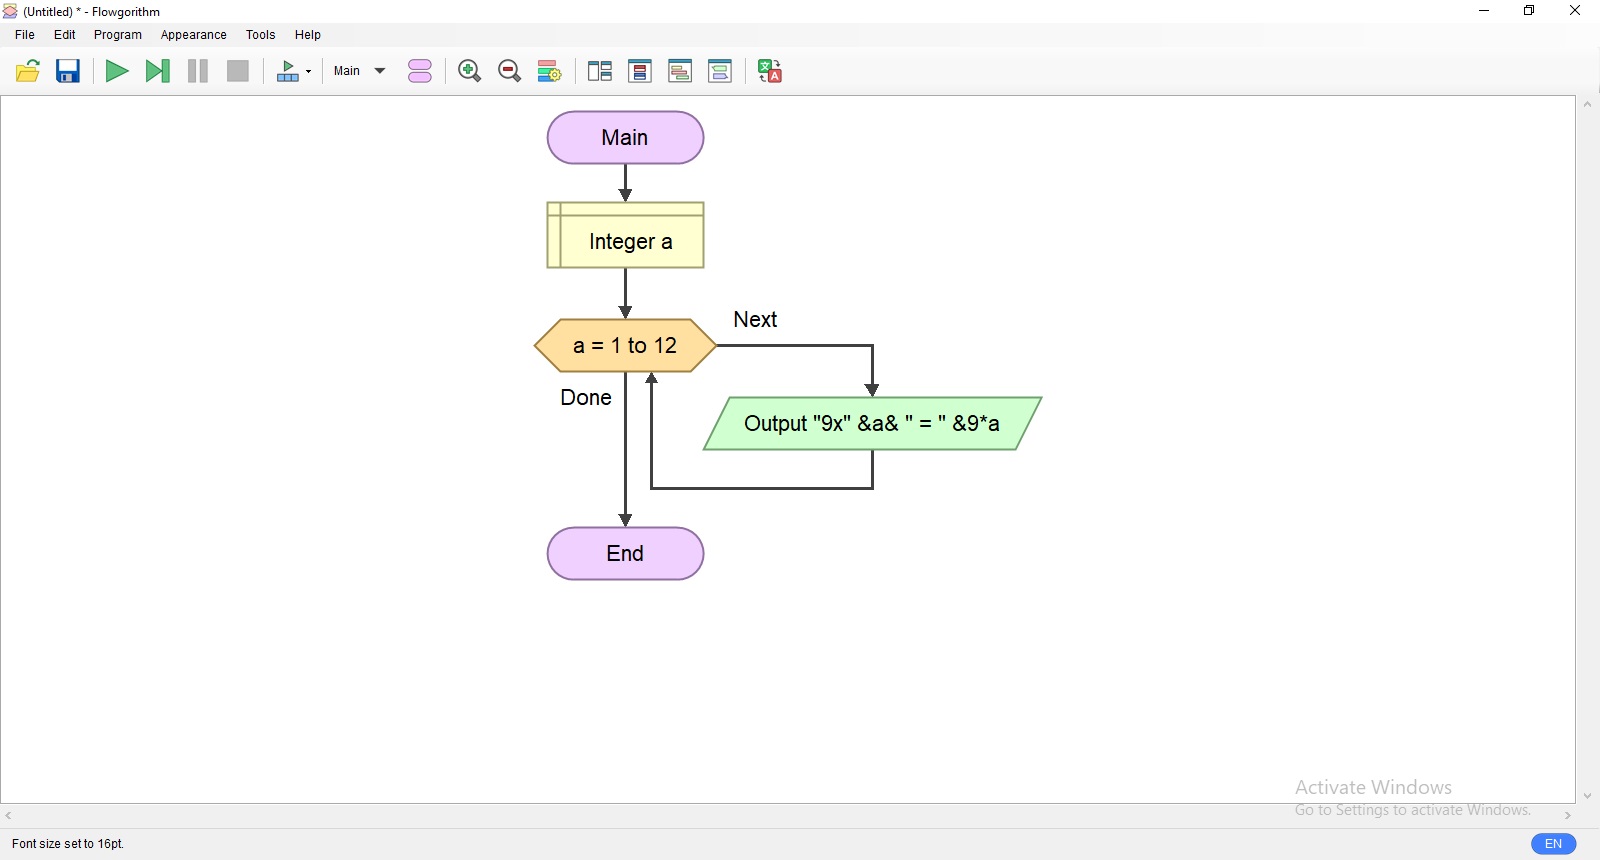 (Untitled) * - Flowgorithm
File Edit Program Appearance Tools Help
Main
Main
Integer a
Next
a = 1 to 12
Done
Output "9x" &a& " = " &9*a
End
Activate Windows
Go to Settings to activate Windows.
Font size set to 16pt.
EN